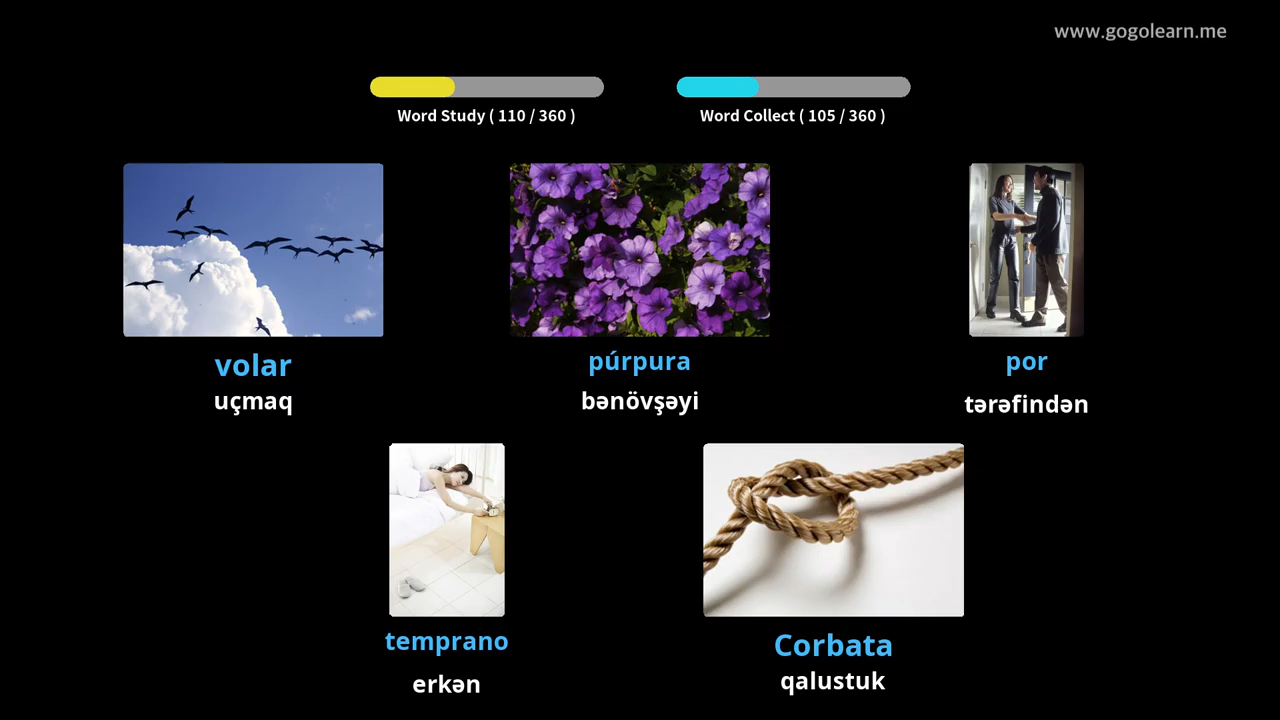 www.gogolearn.me
Word Study ( 110 / 360 )
Word Collect ( 105 / 360 )
volar
uçmaq
púrpura
bənövşəyi
por
tərəfindən
temprano
erkən
Corbata
qalustuk